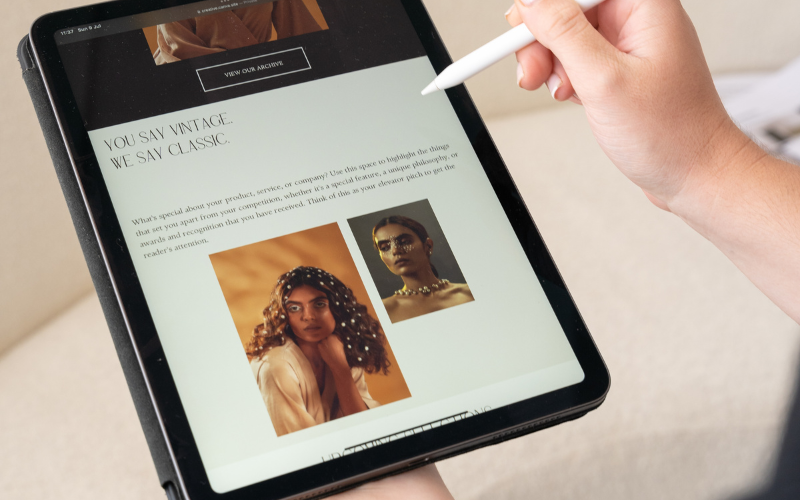 11:37 Sun 9 Jul
VIEW OUR ARCHIVE
YOU SAY VINTAGE.
WE SAY CLASSIC.
What's special about your product, service, or company? Use this space to highlight the things
that set you apart from your competition, whether it's a special feature, a unique philosophy, or
awards and recognition that you have received. Think of this as your elevator pitch to get the
reader's attention.